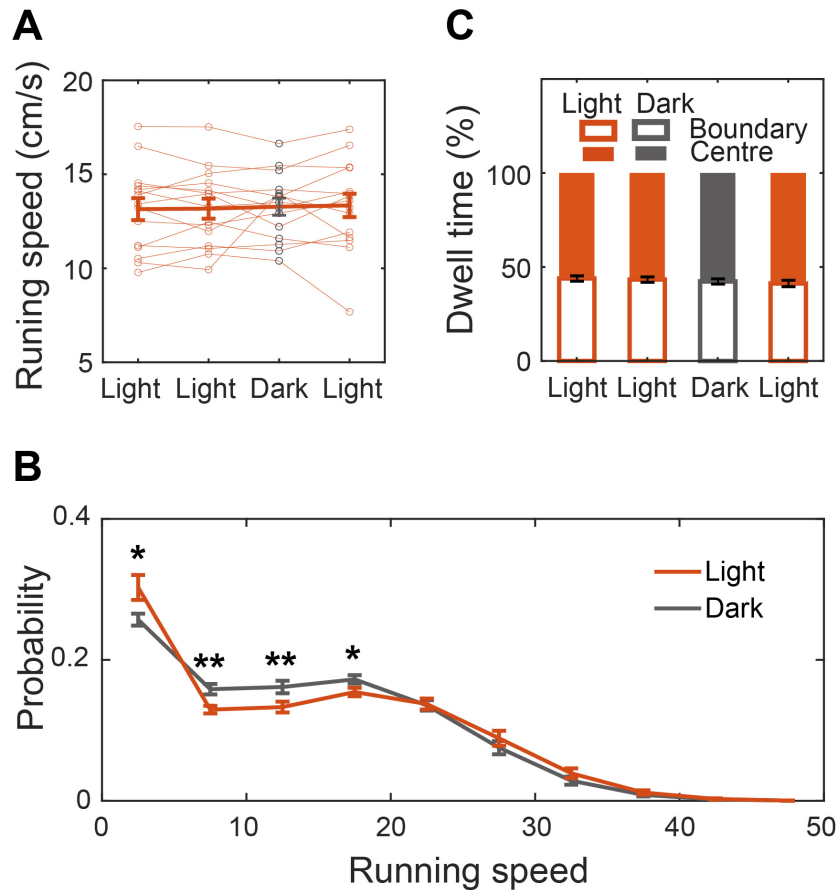 A
Runing speed (cm/s)
20
15
10
5
Light Light Dark Light
C
Dwell time (%)
Light Dark
Boundary
Centre
100
50
0
Light Light Dark Light
B
Probability
0.4
0.2
0
*
** ** *
Light
Dark
0 10 20 30 40 50
Running speed